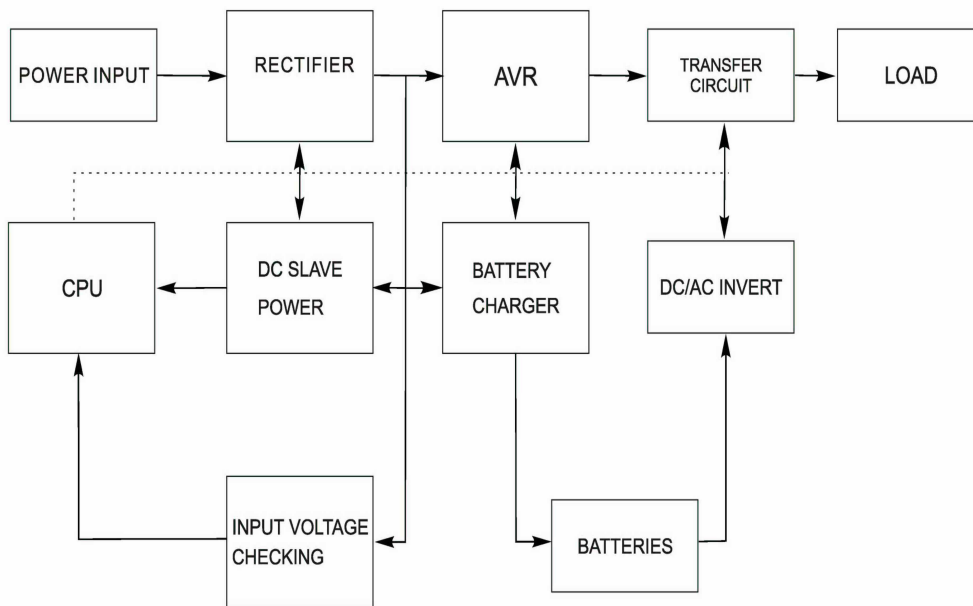 POWER INPUT
RECTIFIER
AVR
TRANSFER
CIRCUIT
LOAD
CPU
DC SLAVE
POWER
BATTERY
CHARGER
DC/AC INVERT
INPUT VOLTAGE
CHECKING
BATTERIES